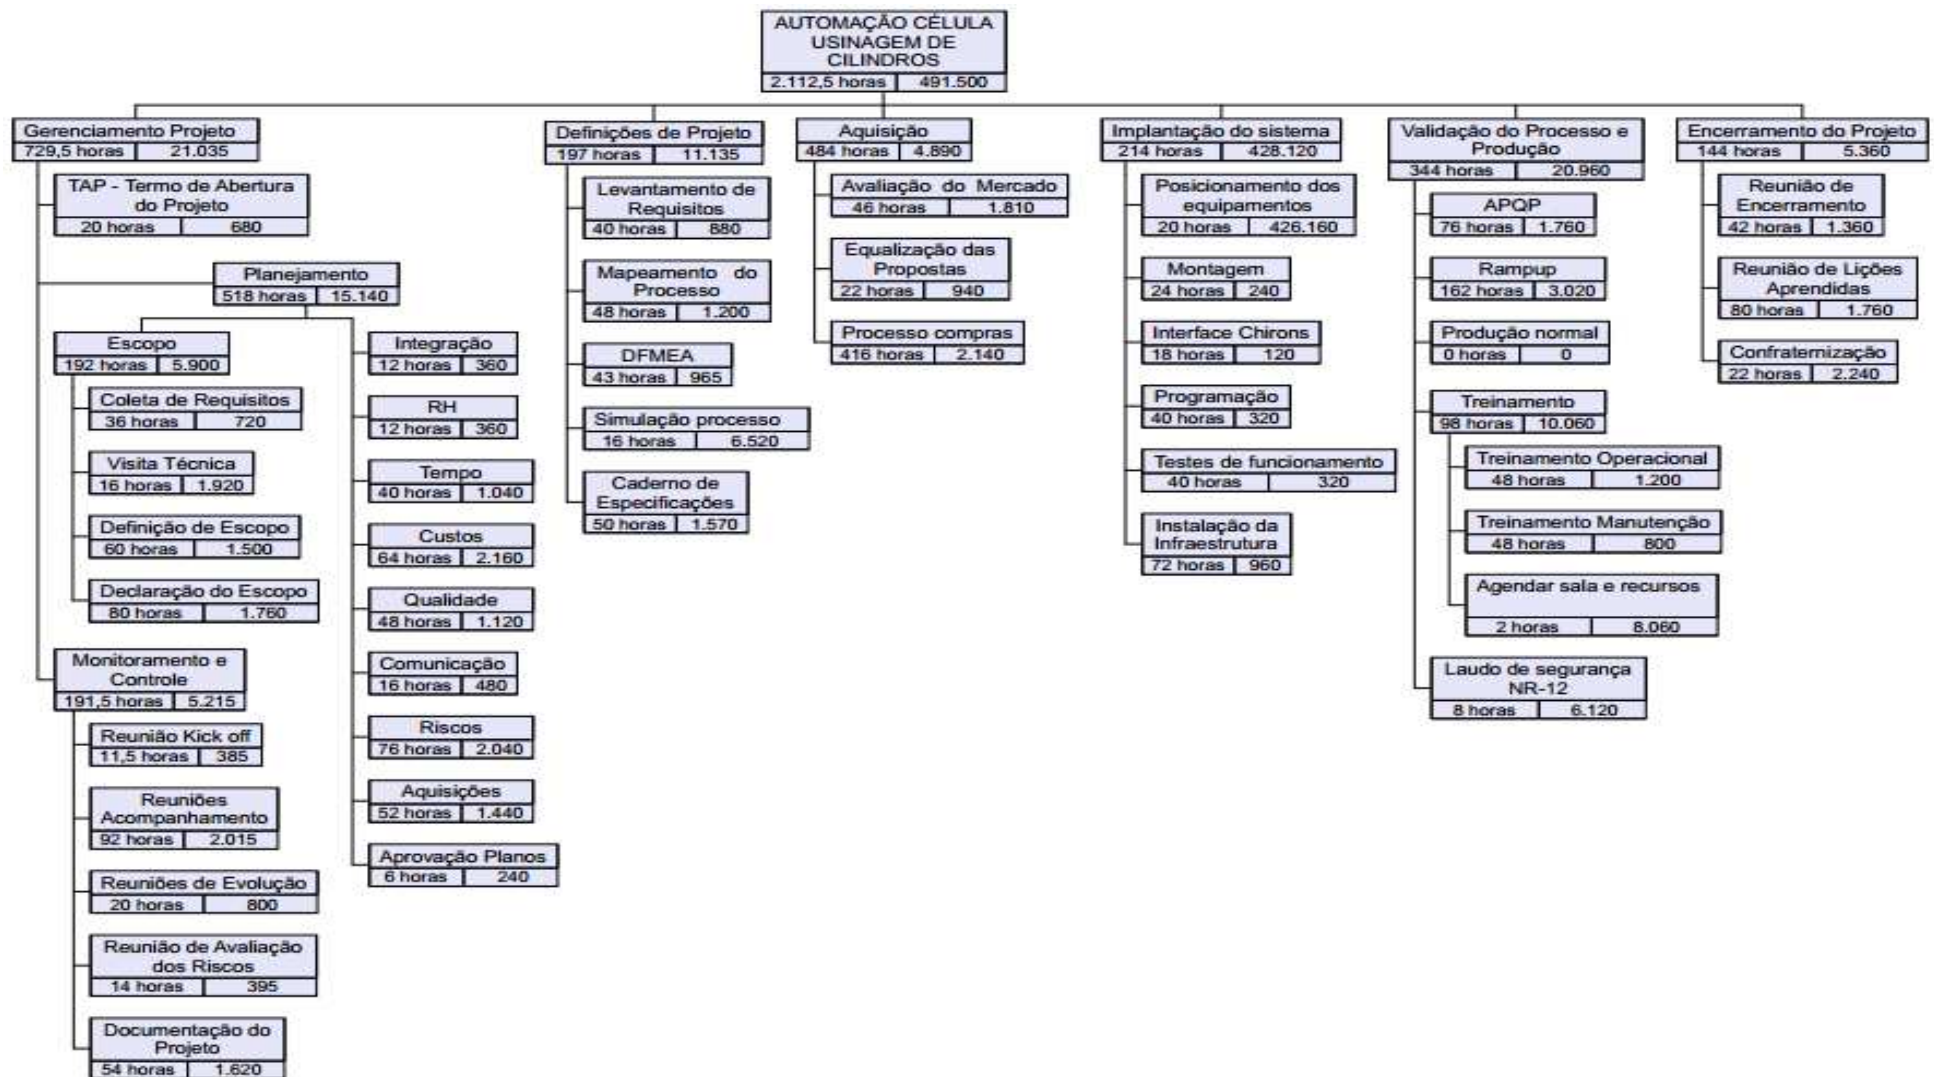 AUTOMAÇÃO CÉLULA
USINAGEM DE
CILINDROS
2.112,5 horas 491.500
Gerenciamento Projeto
729,5 horas 21.035
TAP - Termo de Abertura
do Projeto
20 horas 680
Planejamento
518 horas 15.140
Escopo
192 horas 5.900
Coleta de Requisitos
36 horas 720
Visita Técnica
16 horas 1.920
Definição de Escopo
60 horas 1.500
Declaração do Escopo
80 horas 1.760
Integração
12 horas 360
RH
12 horas 360
Tempo
40 horas 1.040
Custos
64 horas 2.160
Qualidade
48 horas 1.120
Comunicação
16 horas 480
Riscos
76 horas 2.040
Aquisições
52 horas 1.440
Aprovação Planos
6 horas 240
Monitoramento e
Controle
191,5 horas 5.215
Reunião Kick off
11,5 horas 385
Reuniões
Acompanhamento
92 horas 2.015
Reuniões de Evolução
20 horas 800
Reunião de Avaliação
dos Riscos
14 horas 395
Documentação do
Projeto
54 horas 1.620
Definições de Projeto
197 horas 11.135
Levantamento de
Requisitos
40 horas 880
Mapeamento do
Processo
48 horas 1.200
DFMEA
43 horas 965
Simulação processo
16 horas 6.520
Caderno de
Especificações
50 horas 1.570
Aquisição
484 horas 4.890
Avaliação do Mercado
46 horas 1.810
Equalização das
Propostas
22 horas 940
Processo compras
416 horas 2.140
Implantação do sistema
214 horas 428.120
Posicionamento dos
equipamentos
20 horas 426.160
Montagem
24 horas 240
Interface Chirons
18 horas 120
Programação
40 horas 320
Testes de funcionamento
40 horas 320
Instalação da
Infraestrutura
72 horas 960
Validação do Processo e
Produção
344 horas 20.960
APQP
76 horas 1.760
Rampup
162 horas 3.020
Produção normal
0 horas 0
Treinamento
98 horas 10.060
Treinamento Operacional
48 horas 1.200
Treinamento Manutenção
48 horas 800
Agendar sala e recursos
2 horas 8.060
Laudo de segurança
NR-12
8 horas 6.120
Encerramento do Projeto
144 horas 5.360
Reunião de
Encerramento
42 horas 1.360
Reunião de Lições
Aprendidas
80 horas 1.760
Confraternização
22 horas 2.240